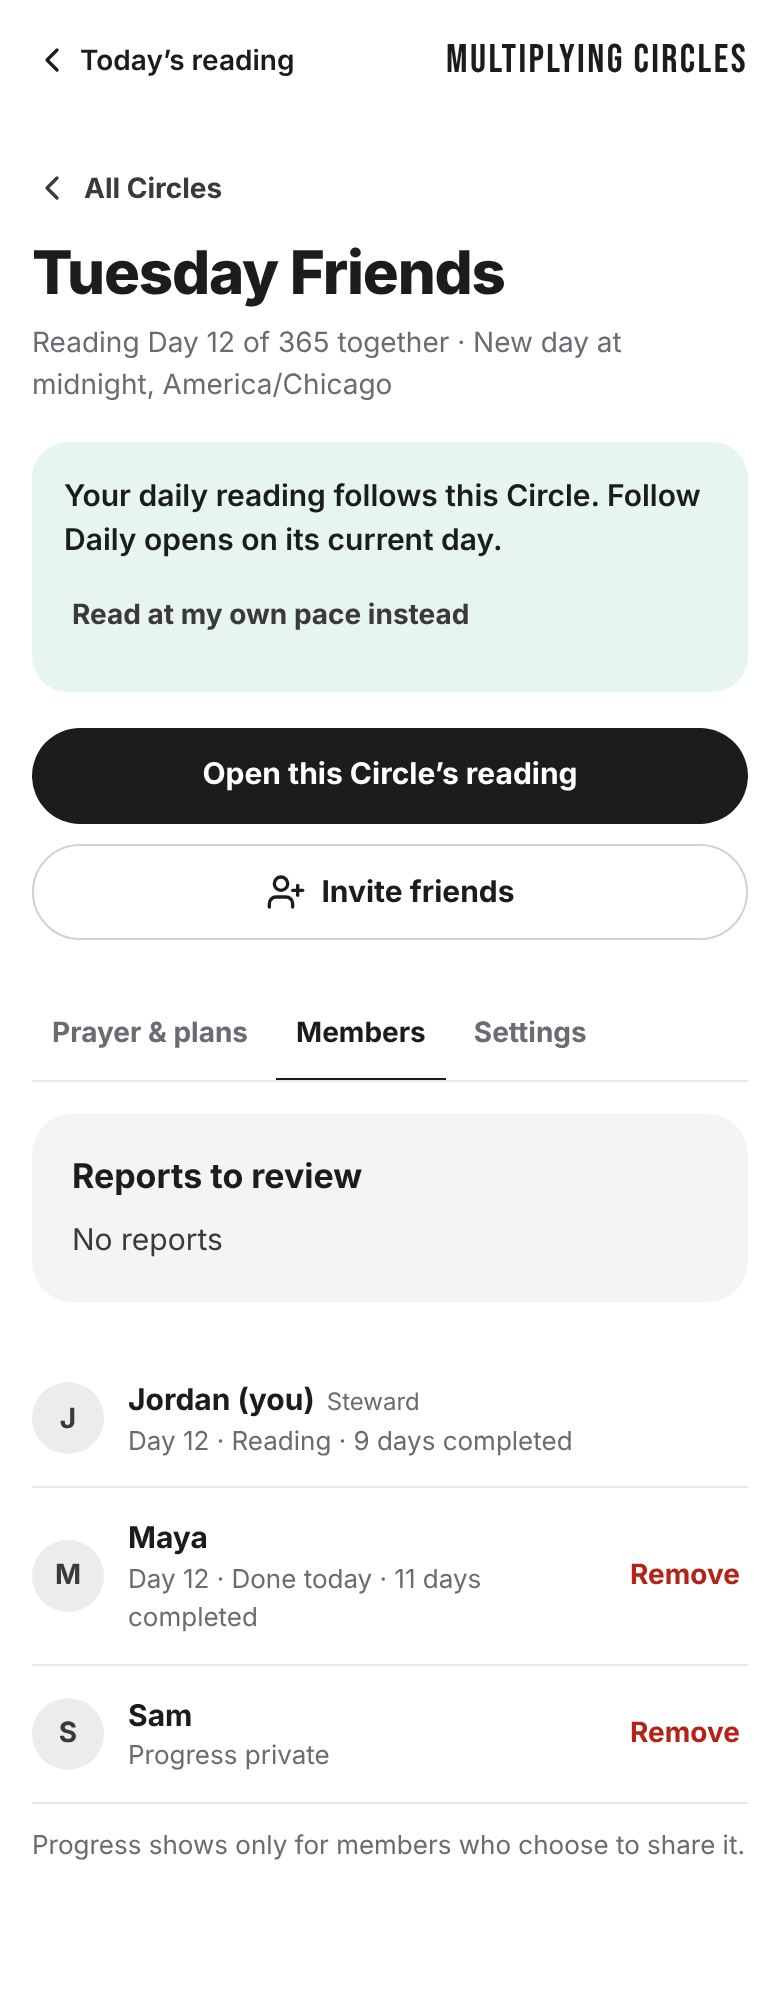 Today’s reading
MULTIPLYING CIRCLES
All Circles
Tuesday Friends
Reading Day 12 of 365 together · New day at
midnight, America/Chicago
Your daily reading follows this Circle. Follow
Daily opens on its current day.
Read at my own pace instead
Open this Circle’s reading
Invite friends
Prayer & plans
Members
Settings
Reports to review
No reports
J
Jordan (you) Steward
Day 12 · Reading · 9 days completed
M
Maya
Day 12 · Done today · 11 days
completed
Remove
S
Sam
Progress private
Remove
Progress shows only for members who choose to share it.